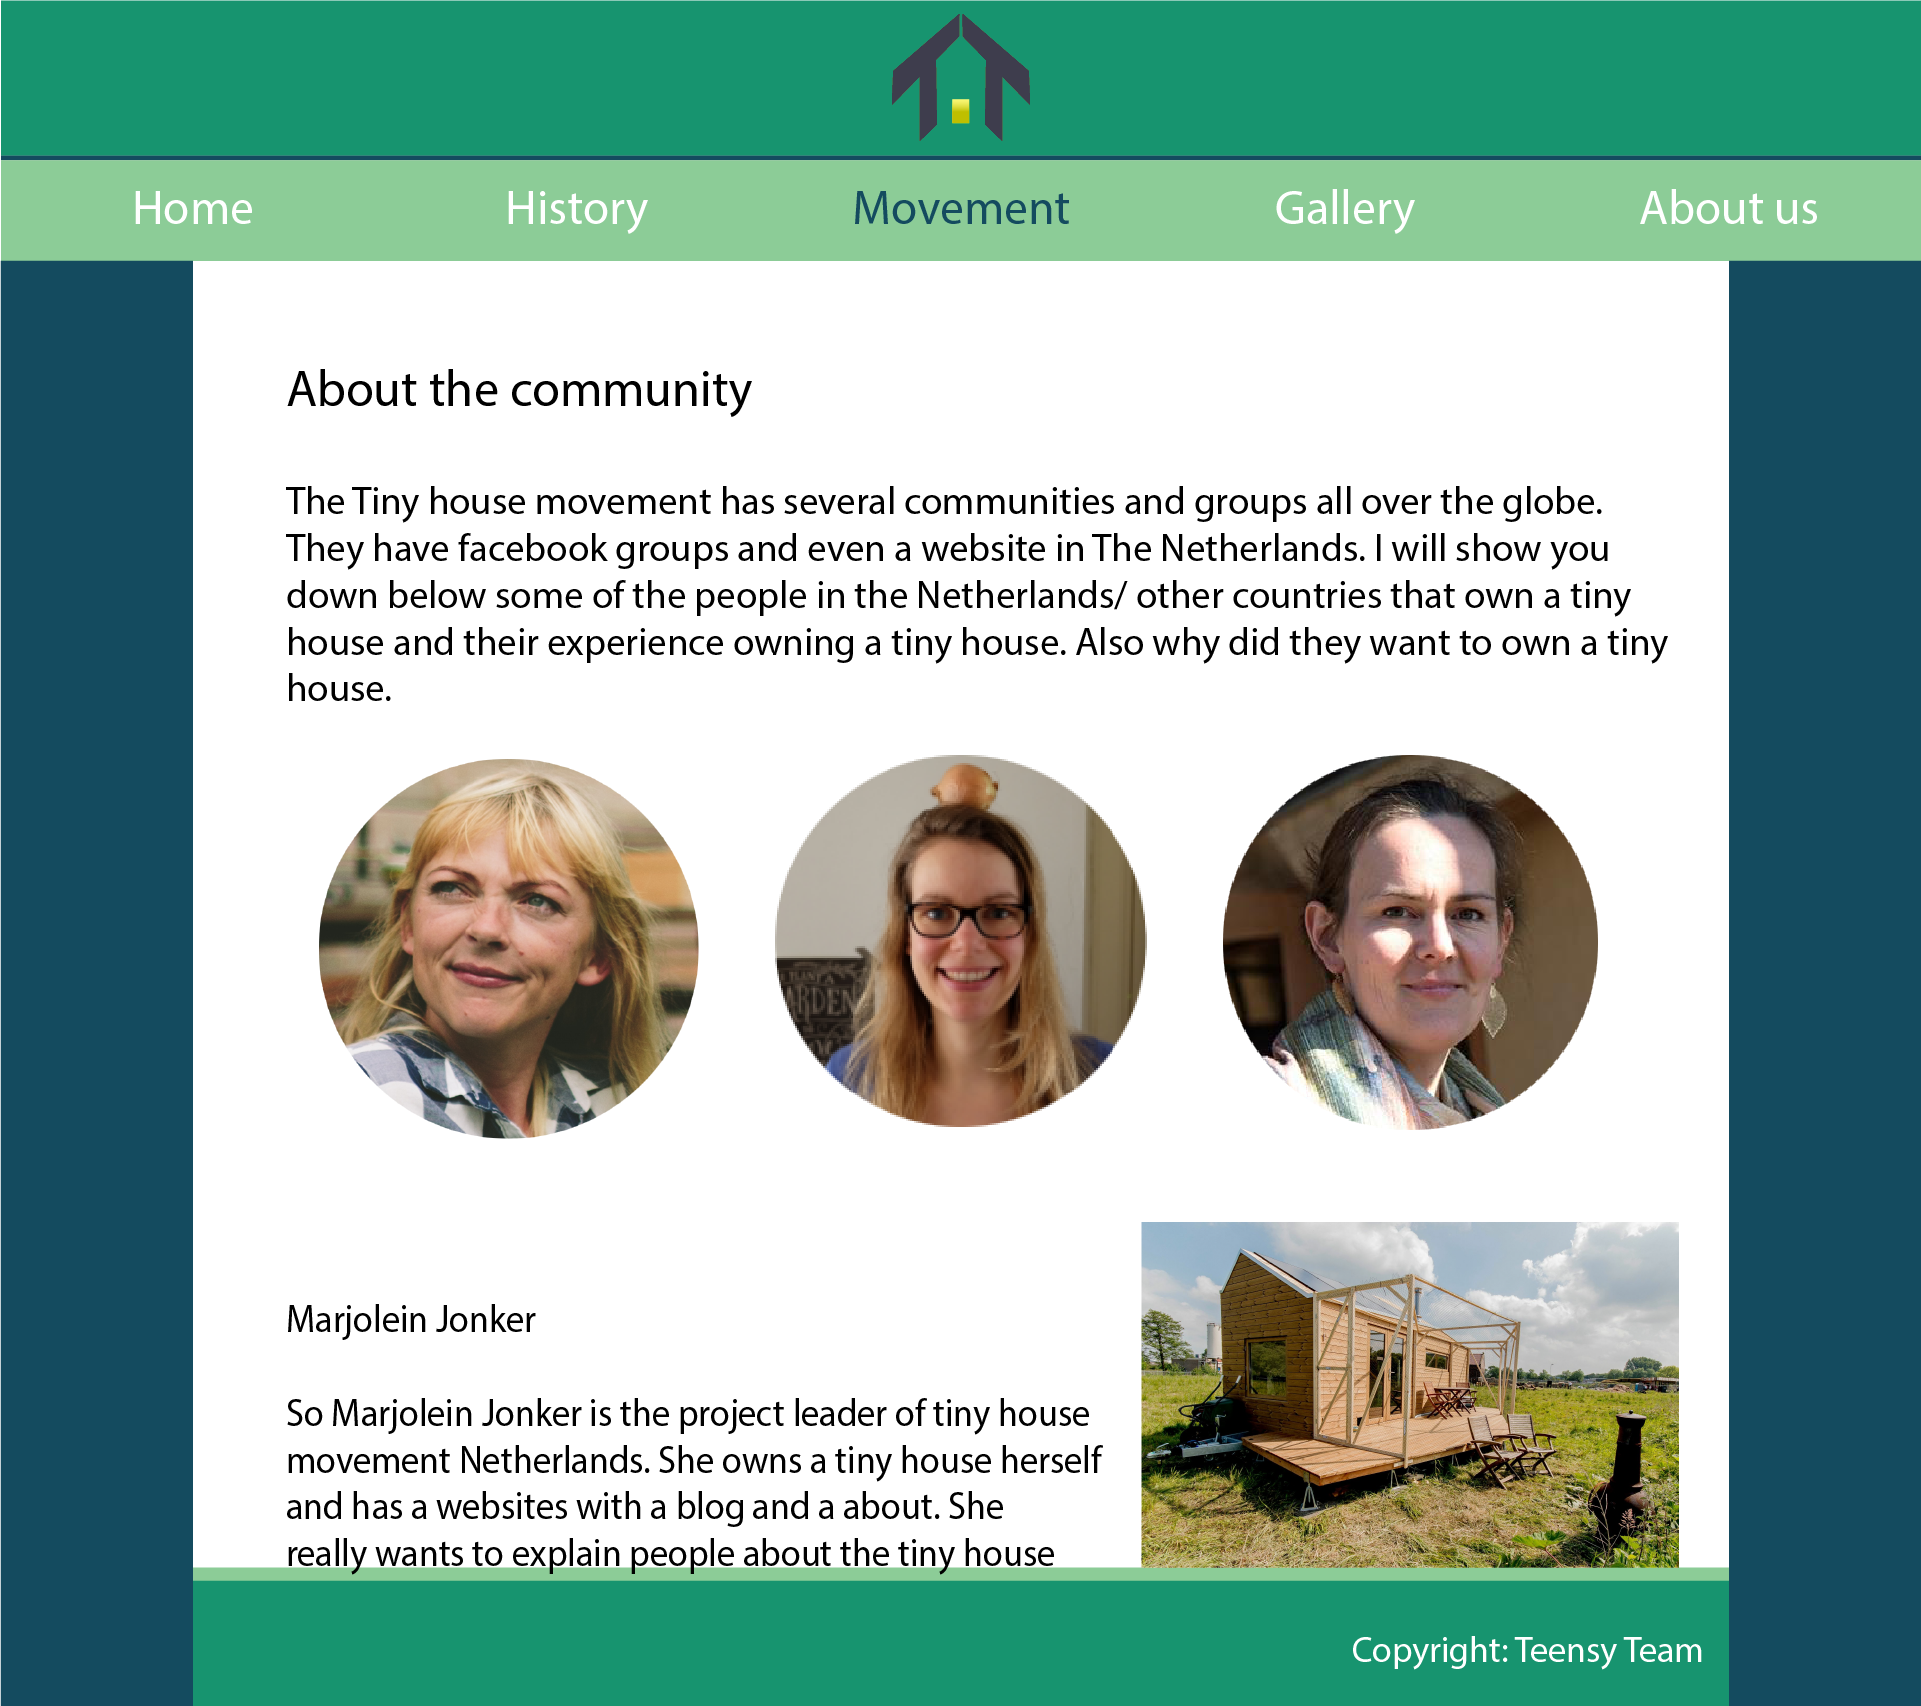 Home History Movement Gallery About us
About the community
The Tiny house movement has several communities and groups all over the globe.
They have facebook groups and even a website in The Netherlands. I will show you
down below some of the people in the Netherlands/ other countries that own a tiny
house and their experience owning a tiny house. Also why did they want to own a tiny
house.
ARDEN
Marjolein Jonker
So Marjolein Jonker is the project leader of tiny house
movement Netherlands. She owns a tiny house herself
and has a websites with a blog and a about. She
really wants to explain people about the tiny house
Copyright: Teensy Team